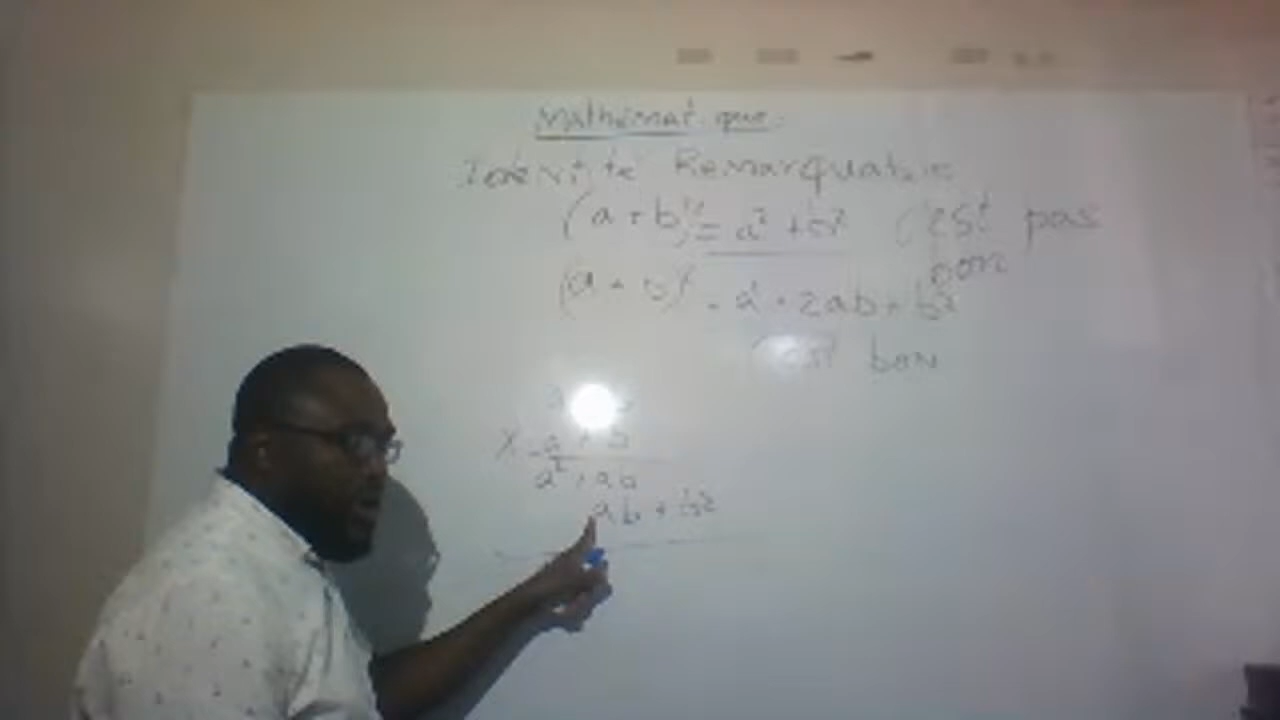 Mathématique
Identité Remarquable
(a + b)² = a² + b² C'est pas
bon
(a + b)² = a² + 2ab + b²
C'est bon
X a + b
a² + ab
ab + b²